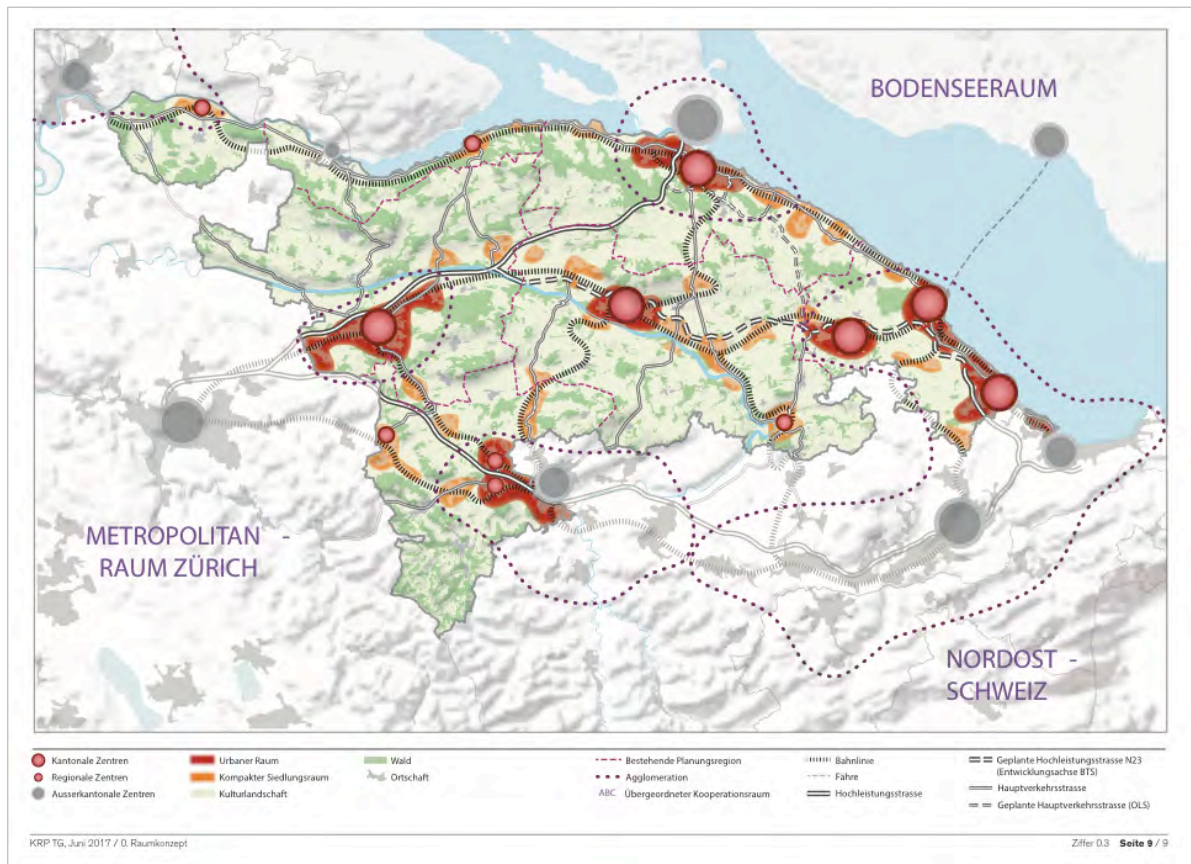 BODENSEERAUM
METROPOLITAN -
RAUM ZÜRICH
NORDOST -
SCHWEIZ
Kantonale Zentren
Regionale Zentren
Ausserkantonale Zentren
Urbaner Raum
Kompakter Siedlungsraum
Kulturlandschaft
Wald
Ortschaft
Bestehende Planungsregion
Agglomeration
ABC Übergeordneter Kooperationsraum
Bahnlinie
Fähre
Hochleistungsstrasse
Geplante Hochleistungsstrasse N23
(Entwicklungsachse BTS)
Hauptverkehrsstrasse
Geplante Hauptverkehrsstrasse (OLS)
KRP TG, Juni 2017 / 0. Raumkonzept
Ziffer 0.3 Seite 9 / 9